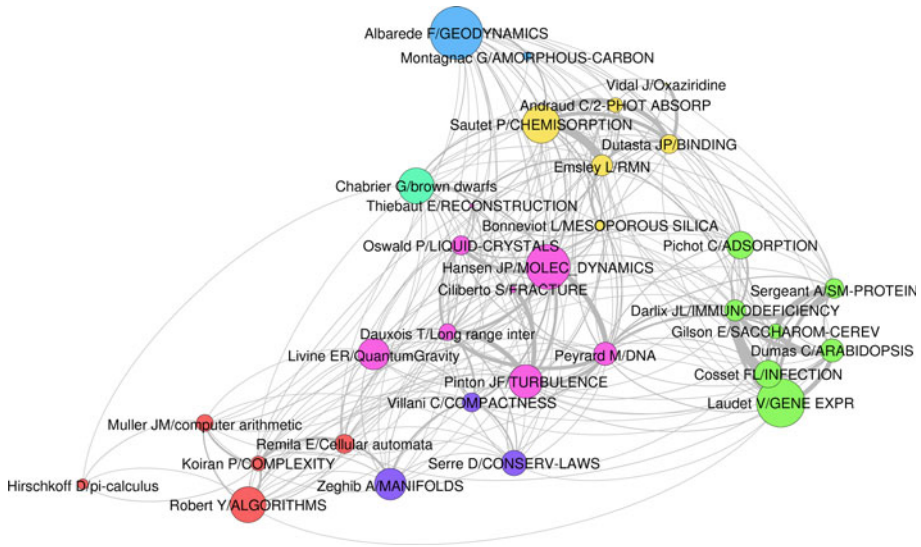 Albarede F/GEODYNAMICS
Montagnac G/AMORPHOUS-CARBON
Vidal J/Oxaziridine
Andraud C/2-PHOT ABSORP
Sautet P/CHEMISORPTION
Dutasta JP/BINDING
Emsley L/RMN
Chabrier G/brown dwarfs
Thiebaut E/RECONSTRUCTION
Bonneviot L/MESOPOROUS SILICA
Oswald P/LIQUID-CRYSTALS
Pichot C/ADSORPTION
Hansen JP/MOLEC_DYNAMICS
Ciliberto S/FRACTURE
Sergeant A/SM-PROTEIN
Darlix JL/IMMUNODEFICIENCY
Gilson E/SACCHAROM-CEREV
Dauxois T/Long range inter
Dumas C/ARABIDOPSIS
Livine ER/QuantumGravity
Peyrard M/DNA
Cosset FL/INFECTION
Pinton JF/TURBULENCE
Villani C/COMPACTNESS
Laudet V/GENE EXPR
Muller JM/computer arithmetic
Remila E/Cellular automata
Koiran P/COMPLEXITY
Serre D/CONSERV-LAWS
Hirschkoff D/pi-calculus
Zeghib A/MANIFOLDS
Robert Y/ALGORITHMS